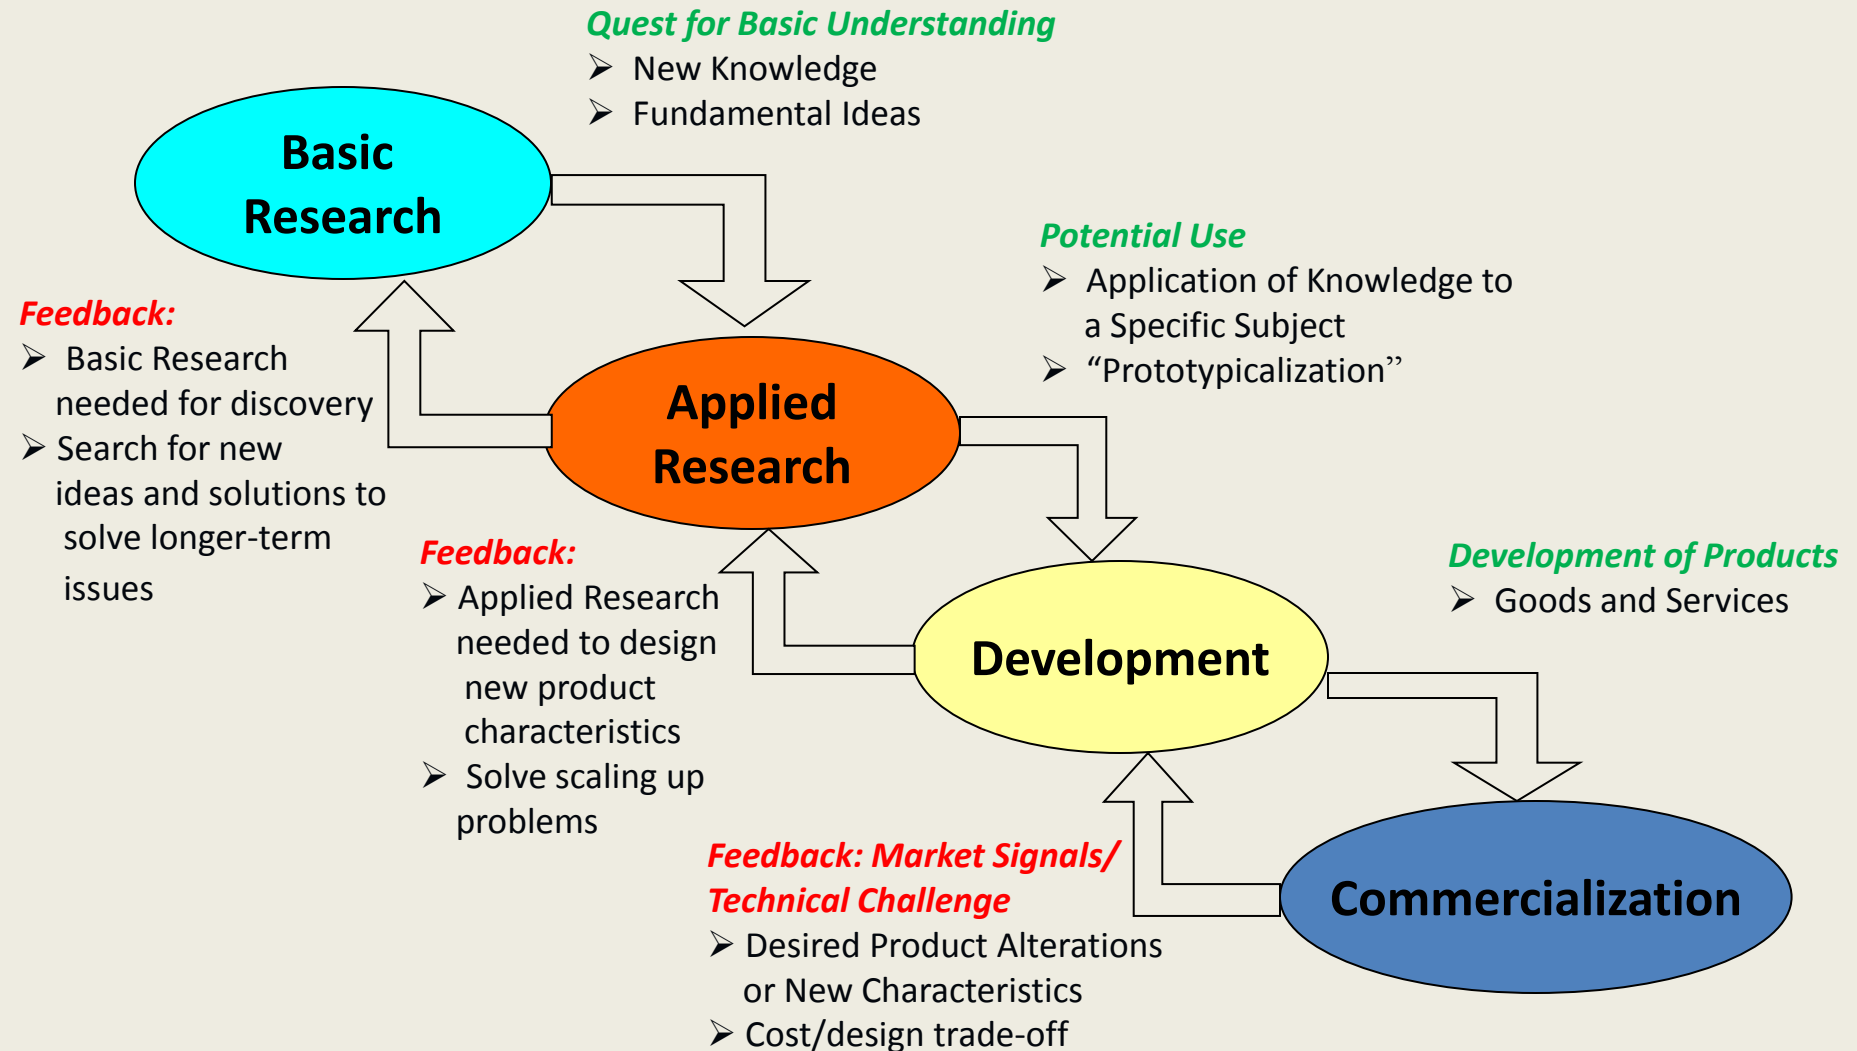 Quest for Basic Understanding
➢ New Knowledge
➢ Fundamental Ideas
Basic
Research
Potential Use
➢ Application of Knowledge to
a Specific Subject
➢ “Prototypicalization”
Feedback:
➢ Basic Research
needed for discovery
➢ Search for new
ideas and solutions to
solve longer-term
issues
Applied
Research
Feedback:
➢ Applied Research
needed to design
new product
characteristics
➢ Solve scaling up
problems
Development
Development of Products
➢ Goods and Services
Feedback: Market Signals/
Technical Challenge
➢ Desired Product Alterations
or New Characteristics
➢ Cost/design trade-off
Commercialization